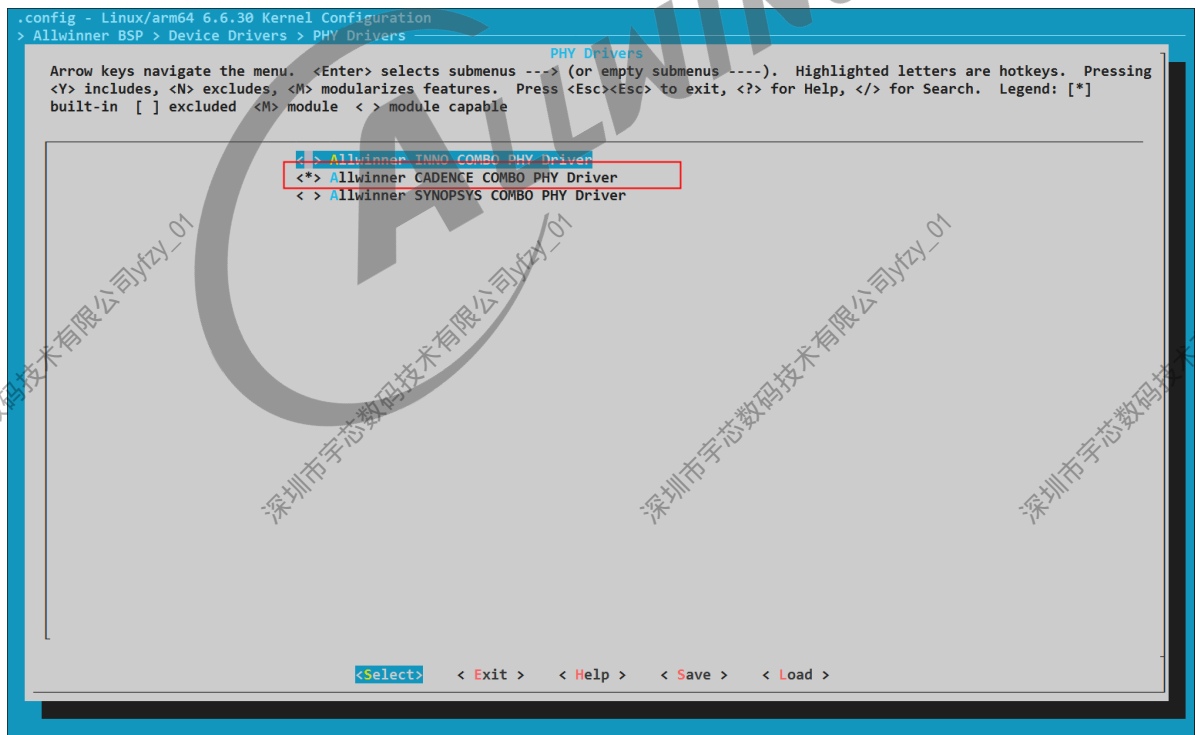 .config - Linux/arm64 6.6.30 Kernel Configuration
> Allwinner BSP > Device Drivers > PHY Drivers
PHY Drivers
Arrow keys navigate the menu.  <Enter> selects submenus ---> (or empty submenus ----).  Highlighted letters are hotkeys.  Pressing
<Y> includes, <N> excludes, <M> modularizes features.  Press <Esc><Esc> to exit, <?> for Help, </> for Search.  Legend: [*]
built-in  [ ] excluded  <M> module  < > module capable
< > Allwinner INNO COMBO PHY Driver
<*> Allwinner CADENCE COMBO PHY Driver
< > Allwinner SYNOPSYS COMBO PHY Driver
<Select>    < Exit >    < Help >    < Save >    < Load >
ALLWIN
深圳市宇芯数码技术有限公司yfzy_01
深圳市宇芯数码技术有限公司yfzy_01
深圳市宇芯数码技术有限公司yfzy_01